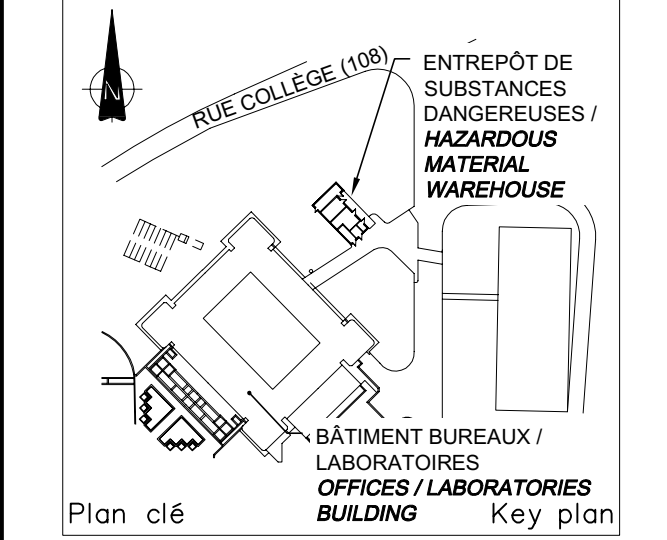 N
RUE COLLÈGE (108)
ENTREPÔT DE
SUBSTANCES
DANGEREUSES /
HAZARDOUS
MATERIAL
WAREHOUSE
BÂTIMENT BUREAUX /
LABORATOIRES
OFFICES / LABORATORIES
BUILDING
Plan clé
Key plan